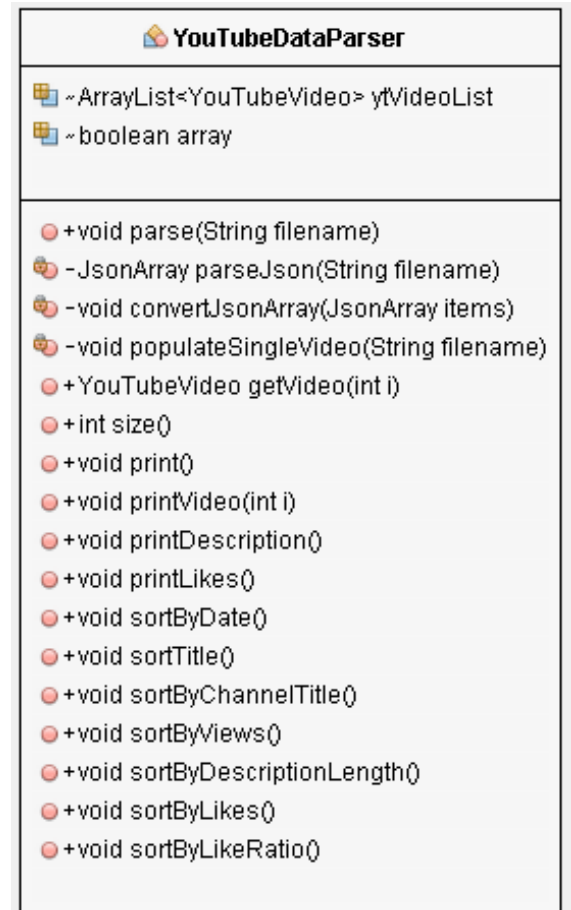 YouTubeDataParser
~ArrayList<YouTubeVideo> ytVideoList
~boolean array
+void parse(String filename)
-JsonArray parseJson(String filename)
-void convertJsonArray(JsonArray items)
-void populateSingleVideo(String filename)
+YouTubeVideo getVideo(int i)
+int size()
+void print()
+void printVideo(int i)
+void printDescription()
+void printLikes()
+void sortByDate()
+void sortTitle()
+void sortByChannelTitle()
+void sortByViews()
+void sortByDescriptionLength()
+void sortByLikes()
+void sortByLikeRatio()